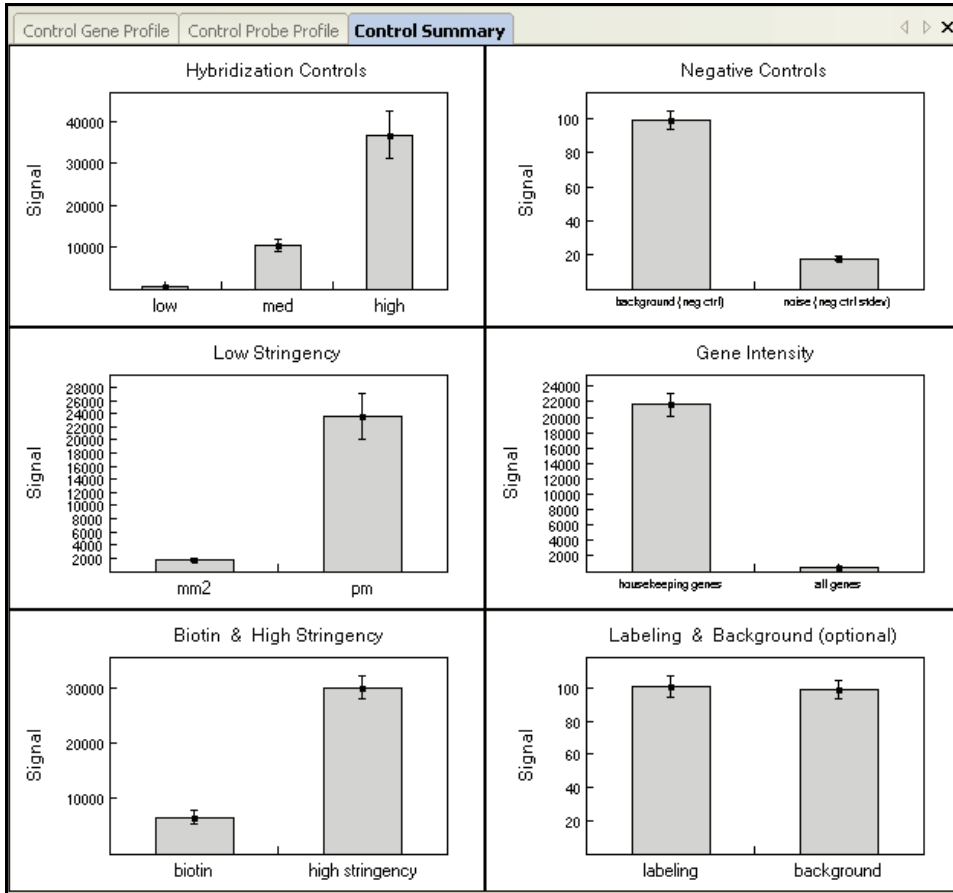 Control Gene Profile Control Probe Profile Control Summary
Hybridization Controls
Signal
40000
30000
20000
10000
low med high
Negative Controls
Signal
100
80
60
40
20
background (neg ctrl) noise (neg ctrl stdev)
Low Stringency
Signal
28000
26000
24000
22000
20000
18000
16000
14000
12000
10000
8000
6000
4000
2000
mm2 pm
Gene Intensity
Signal
24000
22000
20000
18000
16000
14000
12000
10000
8000
6000
4000
2000
housekeeping genes all genes
Biotin & High Stringency
Signal
30000
20000
10000
biotin high stringency
Labeling & Background (optional)
Signal
100
80
60
40
20
labeling background